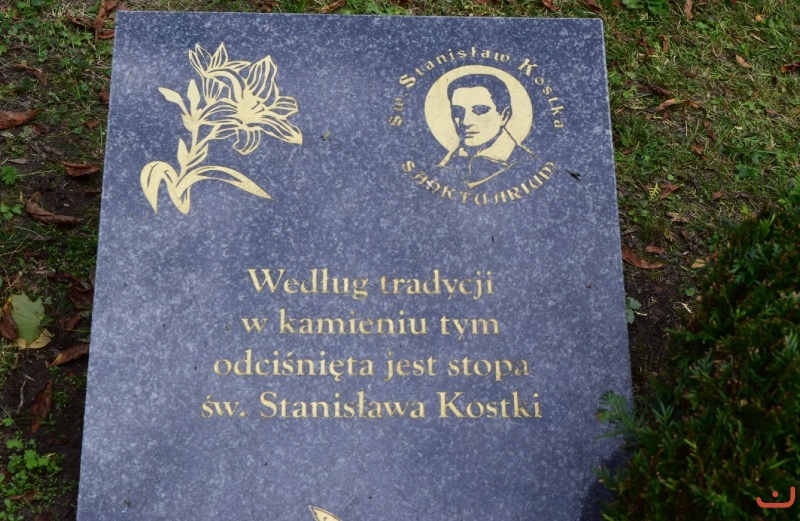 Św. Stanisław Kostka
SANKTUARIUM
Według tradycji
w kamieniu tym
odciśnięta jest stopa
św. Stanisława Kostki